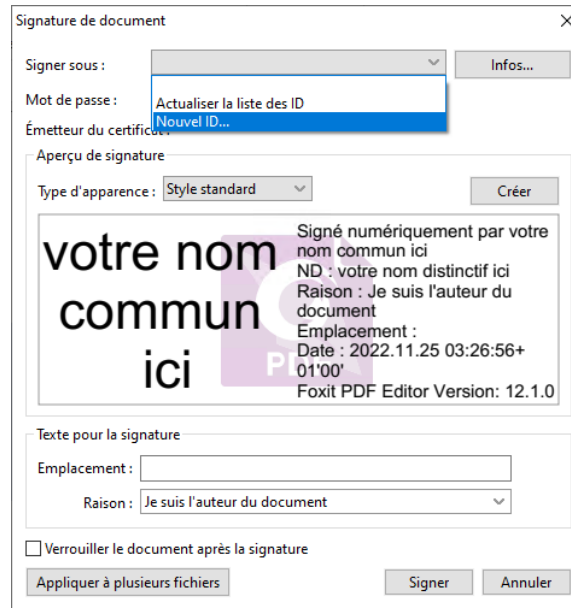 Signature de document
Signer sous :
Infos...
Mot de passe :
Actualiser la liste des ID
Nouvel ID...
Émetteur du certificat :
Aperçu de signature
Type d'apparence : Style standard
Créer
votre nom
commun
ici
Signé numériquement par votre
nom commun ici
ND : votre nom distinctif ici
Raison : Je suis l'auteur du
document
Emplacement :
Date : 2022.11.25 03:26:56+
01'00'
Foxit PDF Editor Version: 12.1.0
PDF
Texte pour la signature
Emplacement :
Raison : Je suis l'auteur du document
Verrouiller le document après la signature
Appliquer à plusieurs fichiers
Signer
Annuler